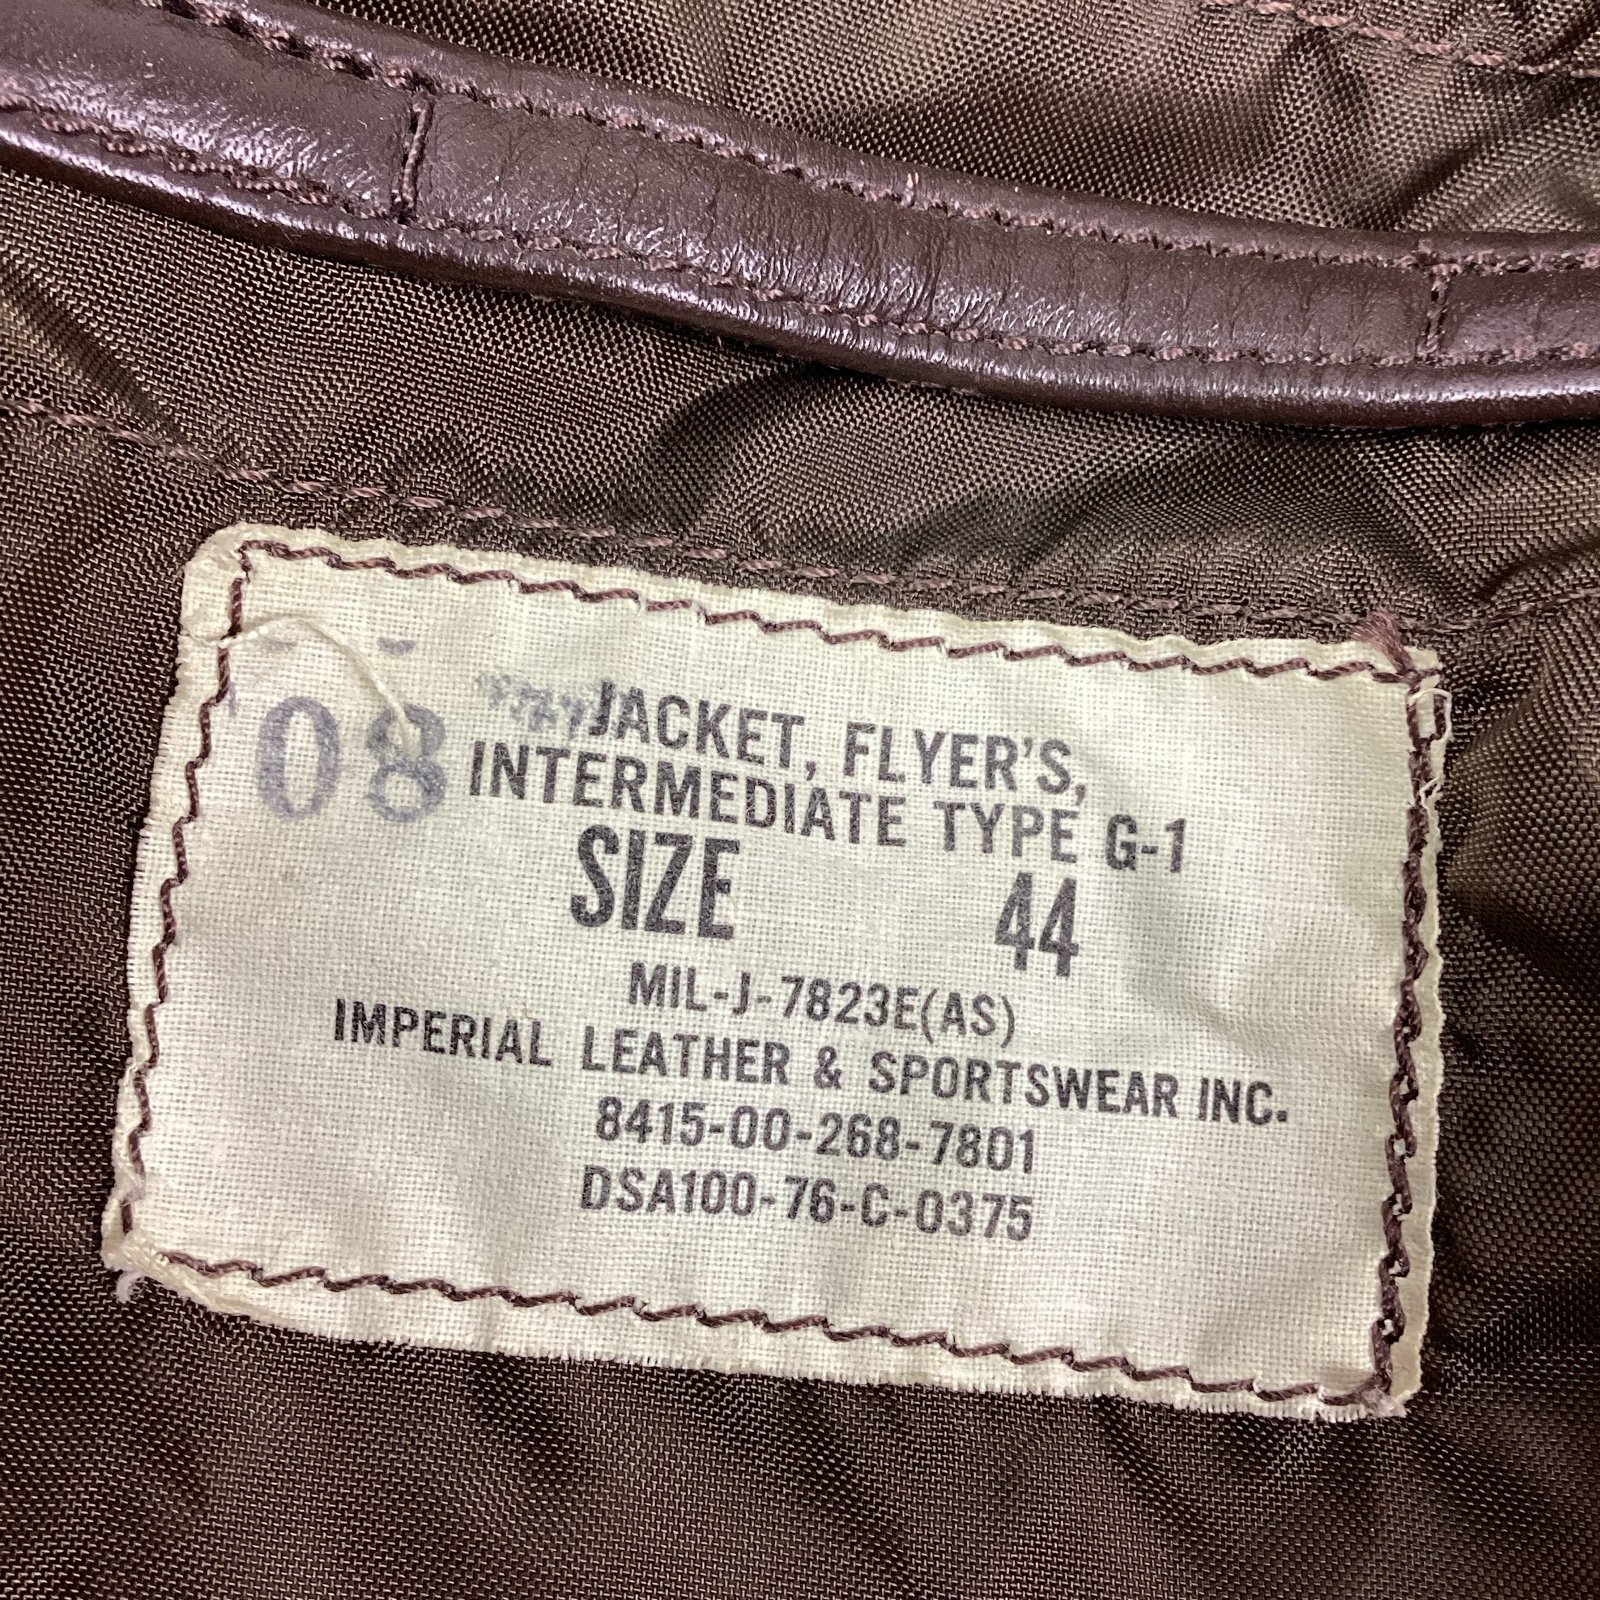 08
JACKET, FLYER'S,
INTERMEDIATE TYPE G-1
SIZE 44
MIL-J-7823E(AS)
IMPERIAL LEATHER & SPORTSWEAR INC.
8415-00-268-7801
DSA100-76-C-0375